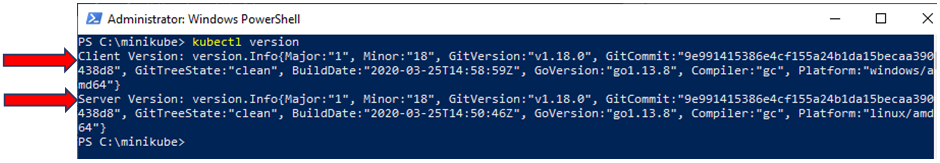 Administrator: Windows PowerShell
PS C:\minikube> kubectl version
Client Version: version.Info{Major:"1", Minor:"18", GitVersion:"v1.18.0", GitCommit:"9e991415386e4cf155a24b1da15becaa390
438d8", GitTreeState:"clean", BuildDate:"2020-03-25T14:58:59Z", GoVersion:"go1.13.8", Compiler:"gc", Platform:"windows/a
md64"}
Server Version: version.Info{Major:"1", Minor:"18", GitVersion:"v1.18.0", GitCommit:"9e991415386e4cf155a24b1da15becaa390
438d8", GitTreeState:"clean", BuildDate:"2020-03-25T14:50:46Z", GoVersion:"go1.13.8", Compiler:"gc", Platform:"linux/amd
64"}
PS C:\minikube>